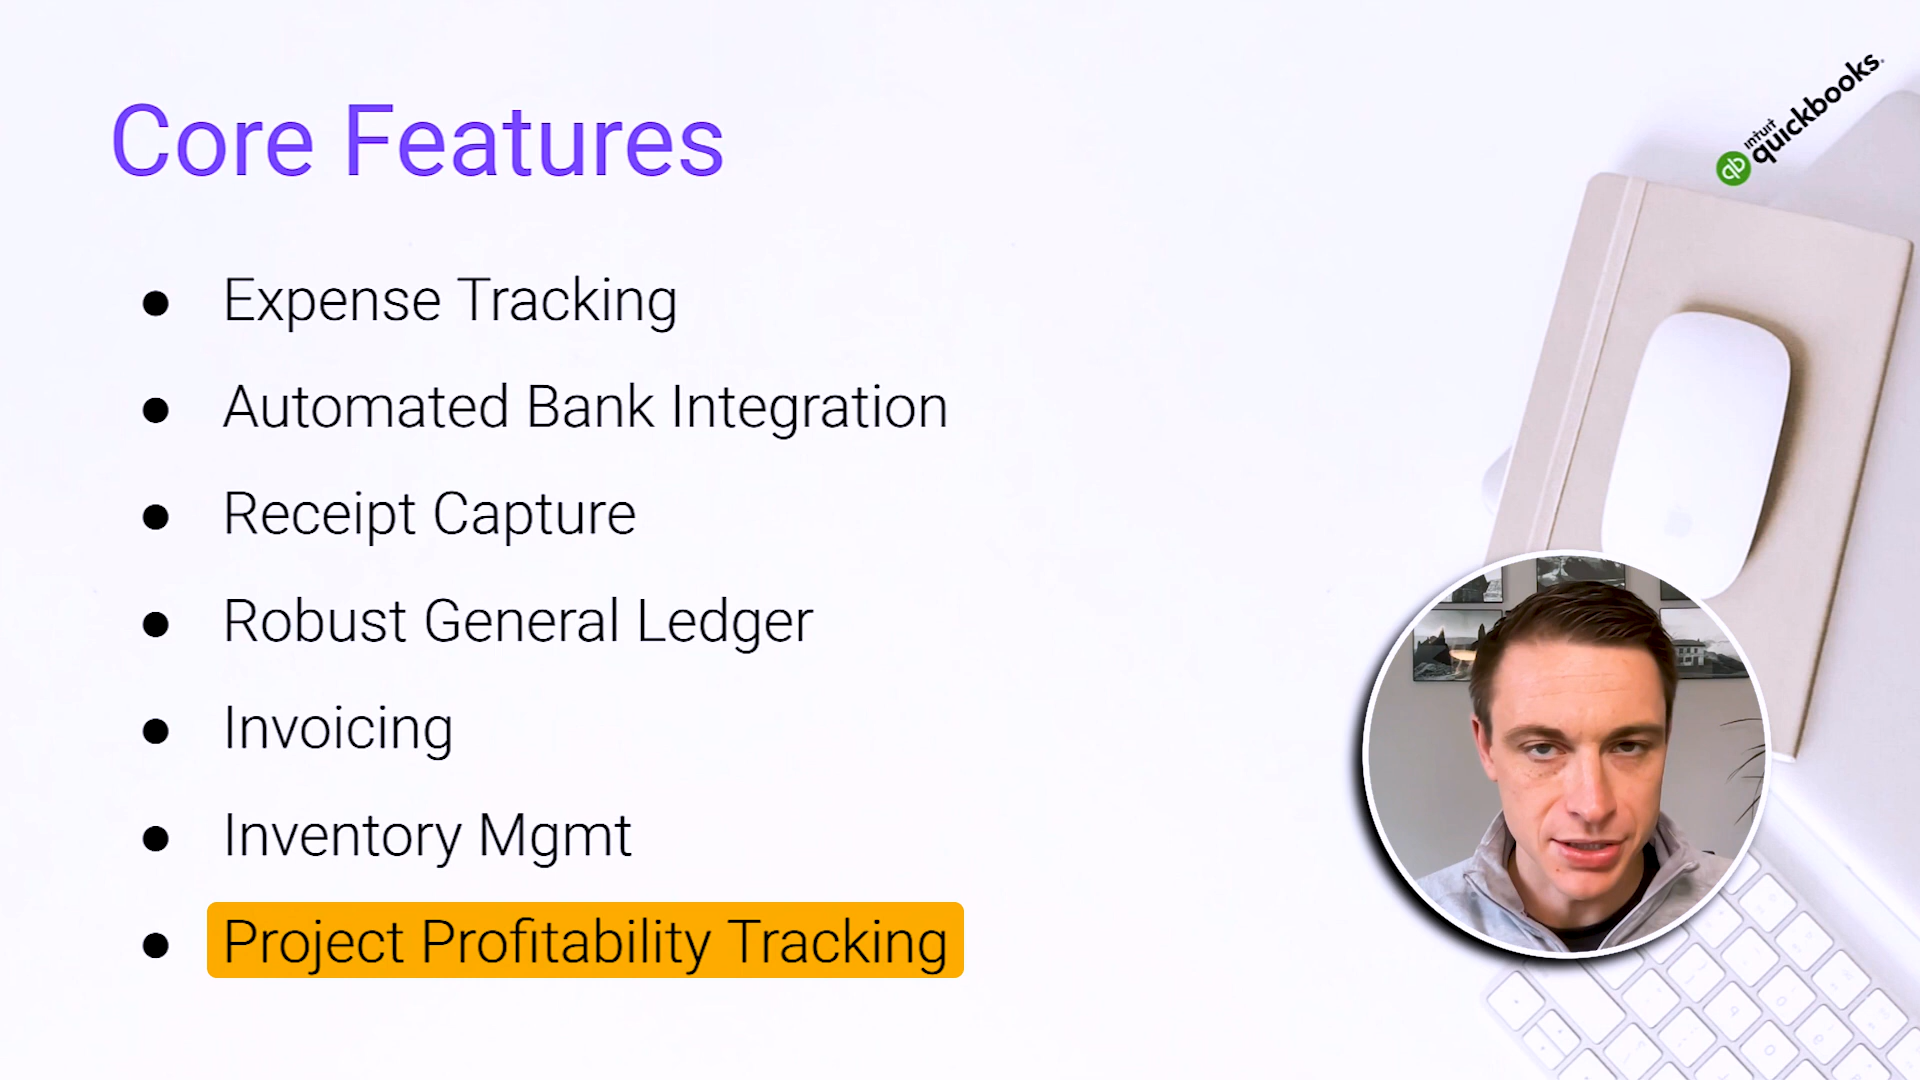 Core Features
INTUIT
quickbooks.
Expense Tracking
Automated Bank Integration
Receipt Capture
Robust General Ledger
Invoicing
Inventory Mgmt
Project Profitability Tracking